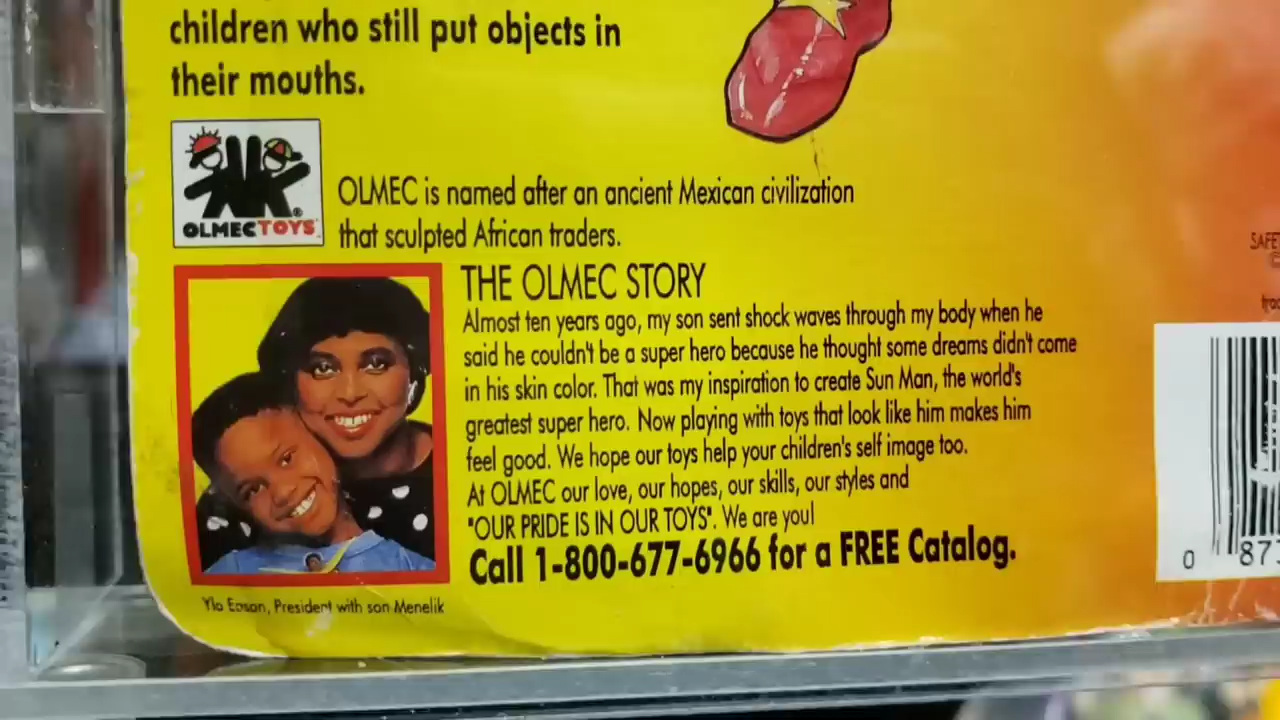 children who still put objects in
their mouths.
OLMECTOYS
®
OLMEC is named after an ancient Mexican civilization
that sculpted African traders.
THE OLMEC STORY
Almost ten years ago, my son sent shock waves through my body when he
said he couldn't be a super hero because he thought some dreams didn't come
in his skin color. That was my inspiration to create Sun Man, the world's
greatest super hero. Now playing with toys that look like him makes him
feel good. We hope our toys help your children's self image too.
At OLMEC our love, our hopes, our skills, our styles and
"OUR PRIDE IS IN OUR TOYS". We are you!
Call 1-800-677-6966 for a FREE Catalog.
Yla Eason, President with son Menelik
SAFE
0 87